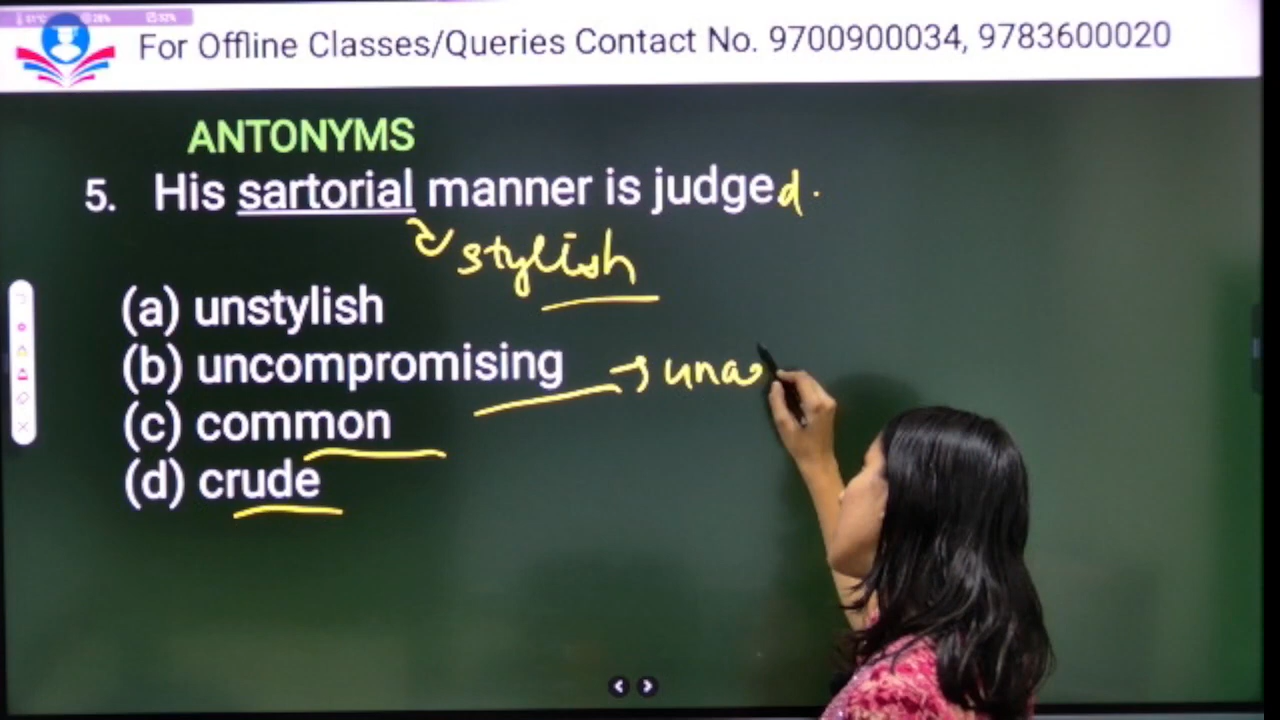 For Offline Classes/Queries Contact No. 9700900034, 9783600020
ANTONYMS
5. His sartorial manner is judged.
stylish
(a) unstylish
(b) uncompromising → una
(c) common
(d) crude